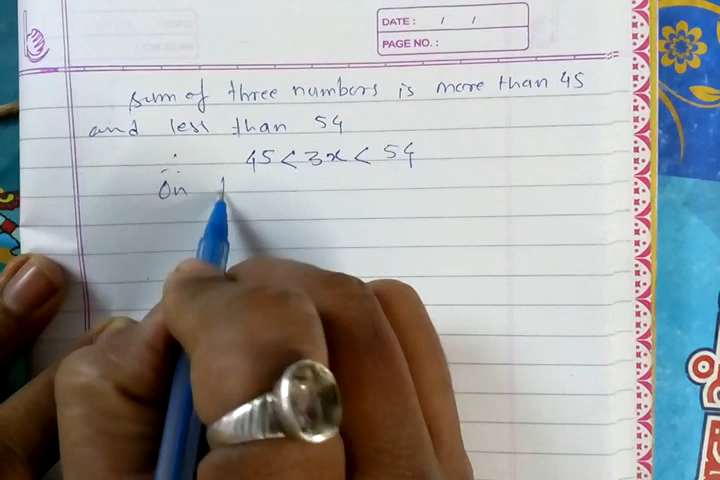 DATE : / /
PAGE NO. :
sum of three numbers is more than 45
and less than 54
∴ 45 < 3x < 54
On